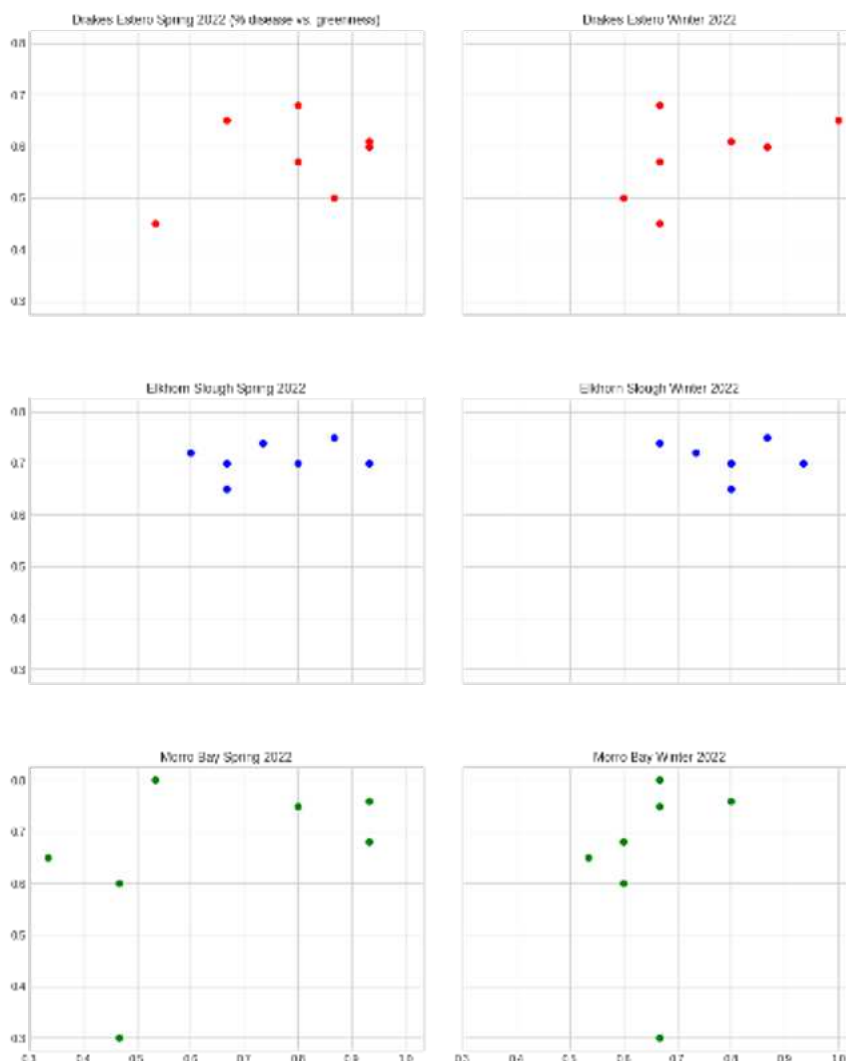 Drakes Estero Spring 2022 (% disease vs. greenness)
Drakes Estero Winter 2022
0.8
0.7
0.6
0.5
0.4
0.3
Elkhorn Slough Spring 2022
Elkhorn Slough Winter 2022
0.8
0.7
0.6
0.5
0.4
0.3
Morro Bay Spring 2022
Morro Bay Winter 2022
0.8
0.7
0.6
0.5
0.4
0.3
0.3 0.4 0.5 0.6 0.7 0.8 0.9 1.0
0.3 0.4 0.5 0.6 0.7 0.8 0.9 1.0